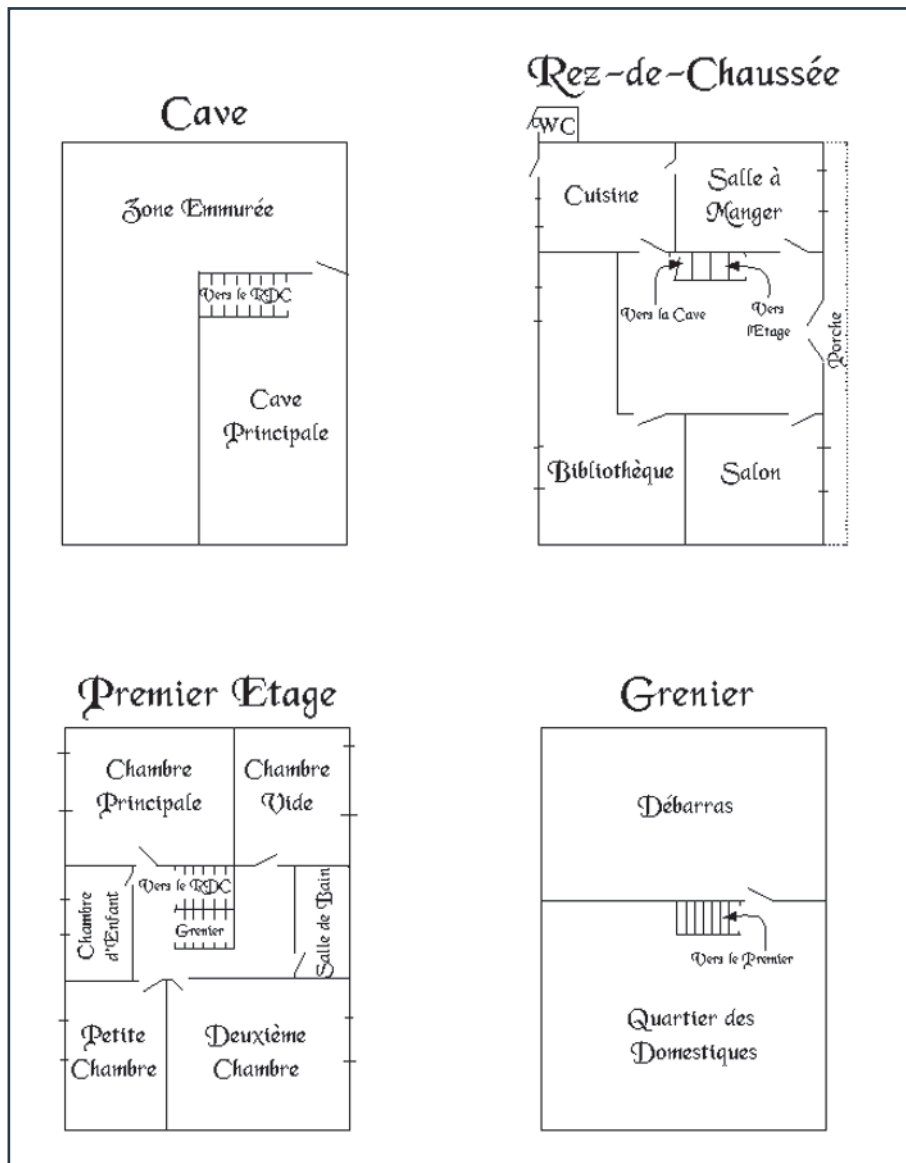 Cave
Zone Emmurée
Vers le RDC
Cave
Principale
Rez-de-Chaussée
WC
Cuisine
Salle à
Manger
Vers la Cave
Vers
l'Etage
Porche
Bibliothèque
Salon
Premier Etage
Chambre
Principale
Chambre
Vide
Chambre
d'Enfant
Vers le RDC
Grenier
Salle de Bain
Petite
Chambre
Deuxième
Chambre
Grenier
Débarras
Vers le Premier
Quartier des
Domestiques